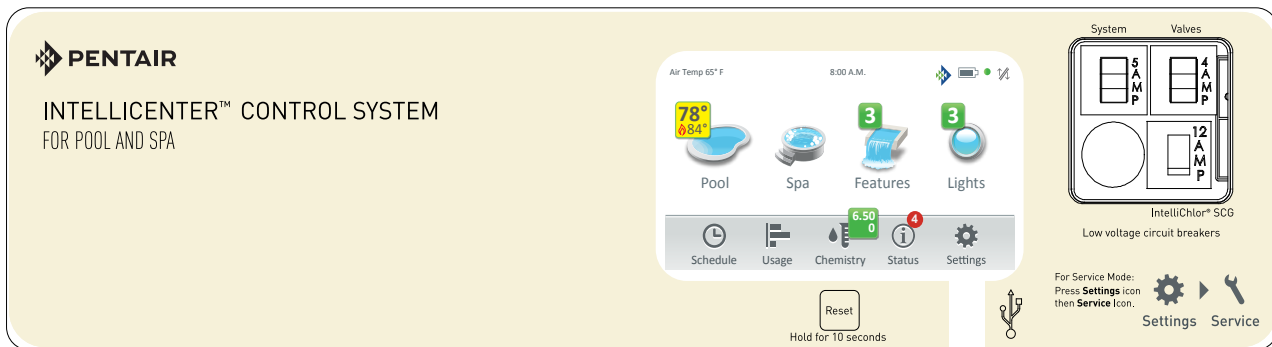 PENTAIR
INTELLICENTER™ CONTROL SYSTEM
FOR POOL AND SPA
Air Temp 65° F
8:00 A.M.
78°
84°
3
3
Pool
Spa
Features
Lights
6.50
0
4
Schedule
Usage
Chemistry
Status
Settings
Reset
Hold for 10 seconds
System
Valves
5 AMP
4 AMP
12 AMP
IntelliChlor® SCG
Low voltage circuit breakers
For Service Mode:
Press Settings icon
then Service Icon.
Settings
Service